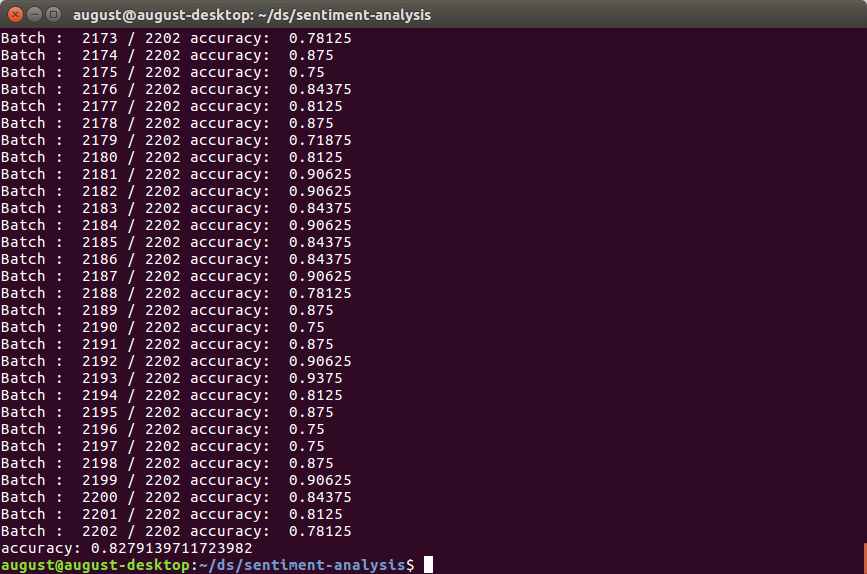 august@august-desktop: ~/ds/sentiment-analysis
Batch :  2173 / 2202 accuracy:  0.78125
Batch :  2174 / 2202 accuracy:  0.875
Batch :  2175 / 2202 accuracy:  0.75
Batch :  2176 / 2202 accuracy:  0.84375
Batch :  2177 / 2202 accuracy:  0.8125
Batch :  2178 / 2202 accuracy:  0.875
Batch :  2179 / 2202 accuracy:  0.71875
Batch :  2180 / 2202 accuracy:  0.8125
Batch :  2181 / 2202 accuracy:  0.90625
Batch :  2182 / 2202 accuracy:  0.90625
Batch :  2183 / 2202 accuracy:  0.84375
Batch :  2184 / 2202 accuracy:  0.90625
Batch :  2185 / 2202 accuracy:  0.84375
Batch :  2186 / 2202 accuracy:  0.84375
Batch :  2187 / 2202 accuracy:  0.90625
Batch :  2188 / 2202 accuracy:  0.78125
Batch :  2189 / 2202 accuracy:  0.875
Batch :  2190 / 2202 accuracy:  0.75
Batch :  2191 / 2202 accuracy:  0.875
Batch :  2192 / 2202 accuracy:  0.90625
Batch :  2193 / 2202 accuracy:  0.9375
Batch :  2194 / 2202 accuracy:  0.8125
Batch :  2195 / 2202 accuracy:  0.875
Batch :  2196 / 2202 accuracy:  0.75
Batch :  2197 / 2202 accuracy:  0.75
Batch :  2198 / 2202 accuracy:  0.875
Batch :  2199 / 2202 accuracy:  0.90625
Batch :  2200 / 2202 accuracy:  0.84375
Batch :  2201 / 2202 accuracy:  0.8125
Batch :  2202 / 2202 accuracy:  0.78125
accuracy: 0.8279139711723982
august@august-desktop:~/ds/sentiment-analysis$